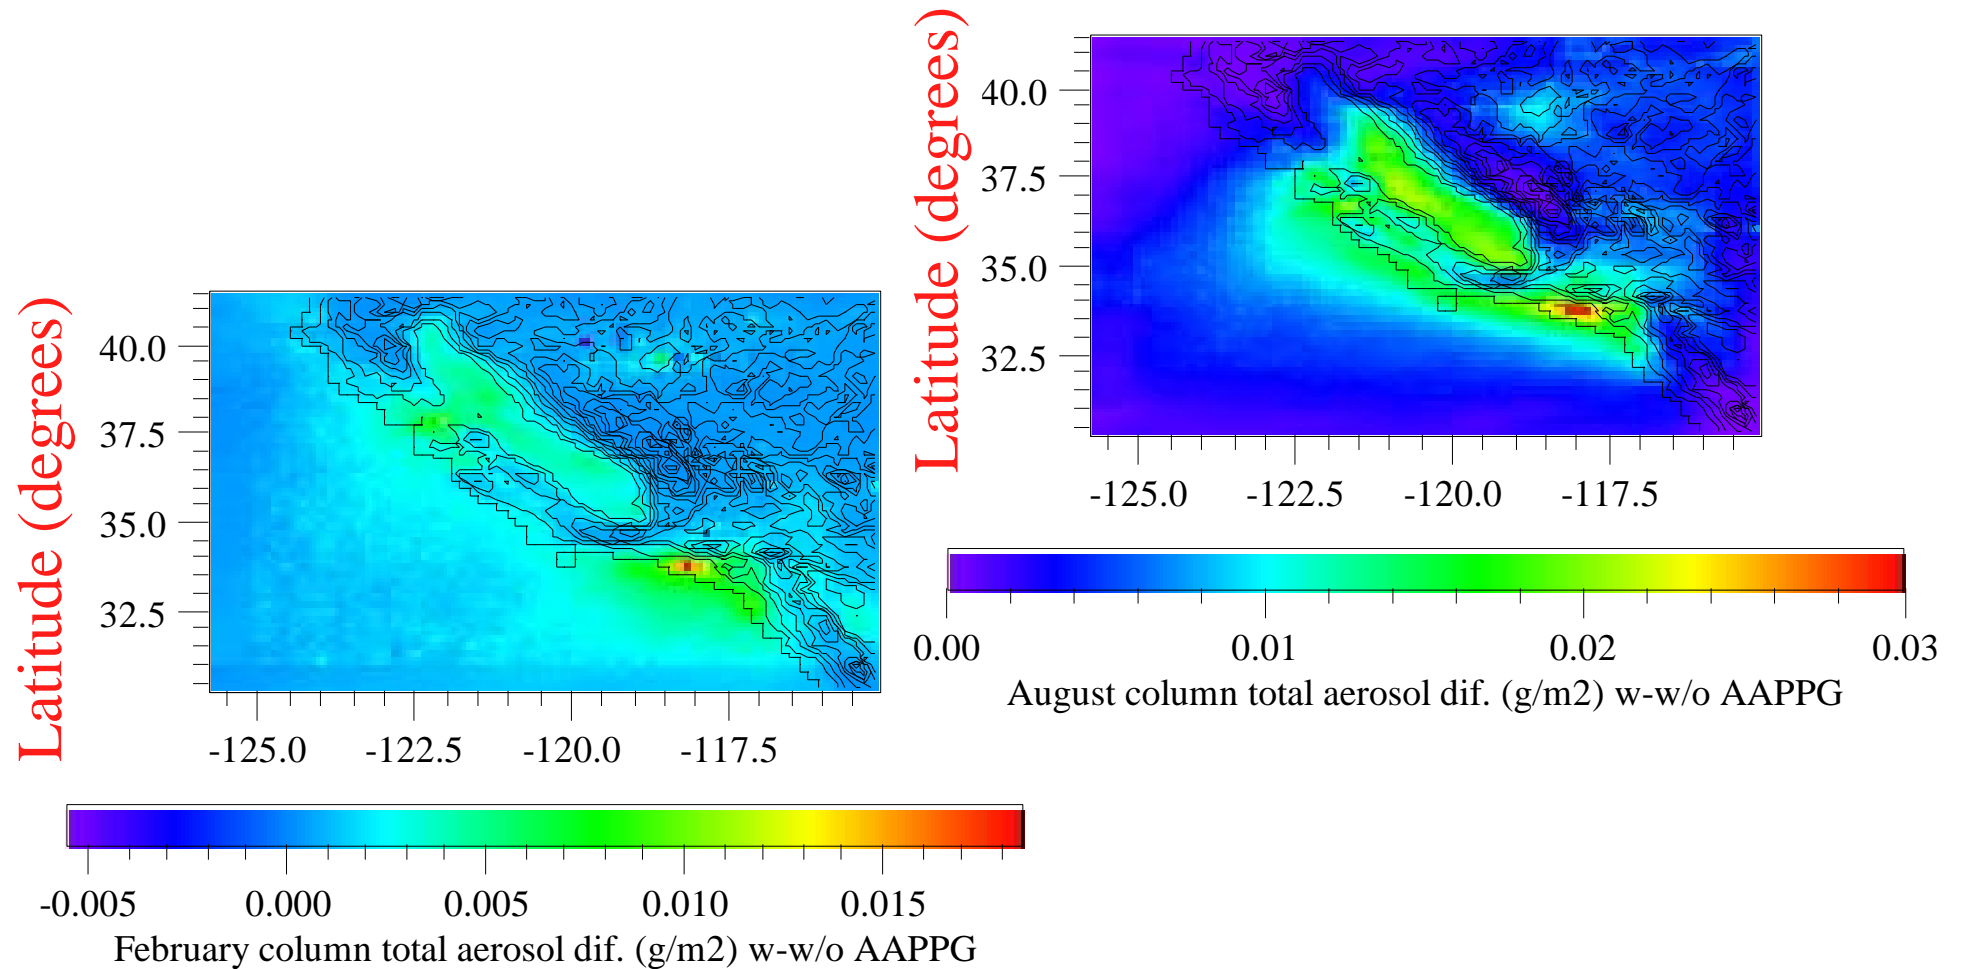 Latitude (degrees)
40.0
37.5
35.0
32.5
-125.0 -122.5 -120.0 -117.5
0.00 0.01 0.02 0.03
August column total aerosol dif. (g/m2) w-w/o AAPPG
Latitude (degrees)
40.0
37.5
35.0
32.5
-125.0 -122.5 -120.0 -117.5
-0.005 0.000 0.005 0.010 0.015
February column total aerosol dif. (g/m2) w-w/o AAPPG